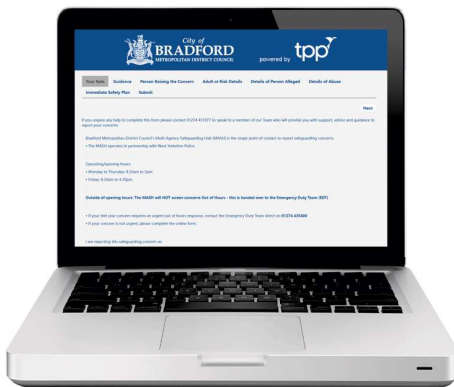 City of
BRADFORD
METROPOLITAN DISTRICT COUNCIL
powered by tpp
Your Role Guidance Person Raising the Concern Adult at Risk Details Details of Person Alleged Details of Abuse
Immediate Safety Plan Submit
Next
If you require any help to complete this form please contact 01274 431077 to speak to a member of our Team who will provide you with support, advice and guidance to
report your concerns.
Bradford Metropolitan District Council's Multi Agency Safeguarding Hub (MASH) is the single point of contact to report safeguarding concerns.
• The MASH operates in partnership with West Yorkshire Police.
Operating/opening hours:
• Monday to Thursday: 8.30am to 5pm.
• Friday: 8.30am to 4.30pm.
Outside of opening hours: The MASH will NOT screen concerns Out of Hours - this is handed over to the Emergency Duty Team (EDT)
• If your feel your concern requires an urgent out of hours response, contact the Emergency Duty Team direct on 01274 435400
• If your concern is not urgent, please complete the online form.
I am reporting this safeguarding concern as: